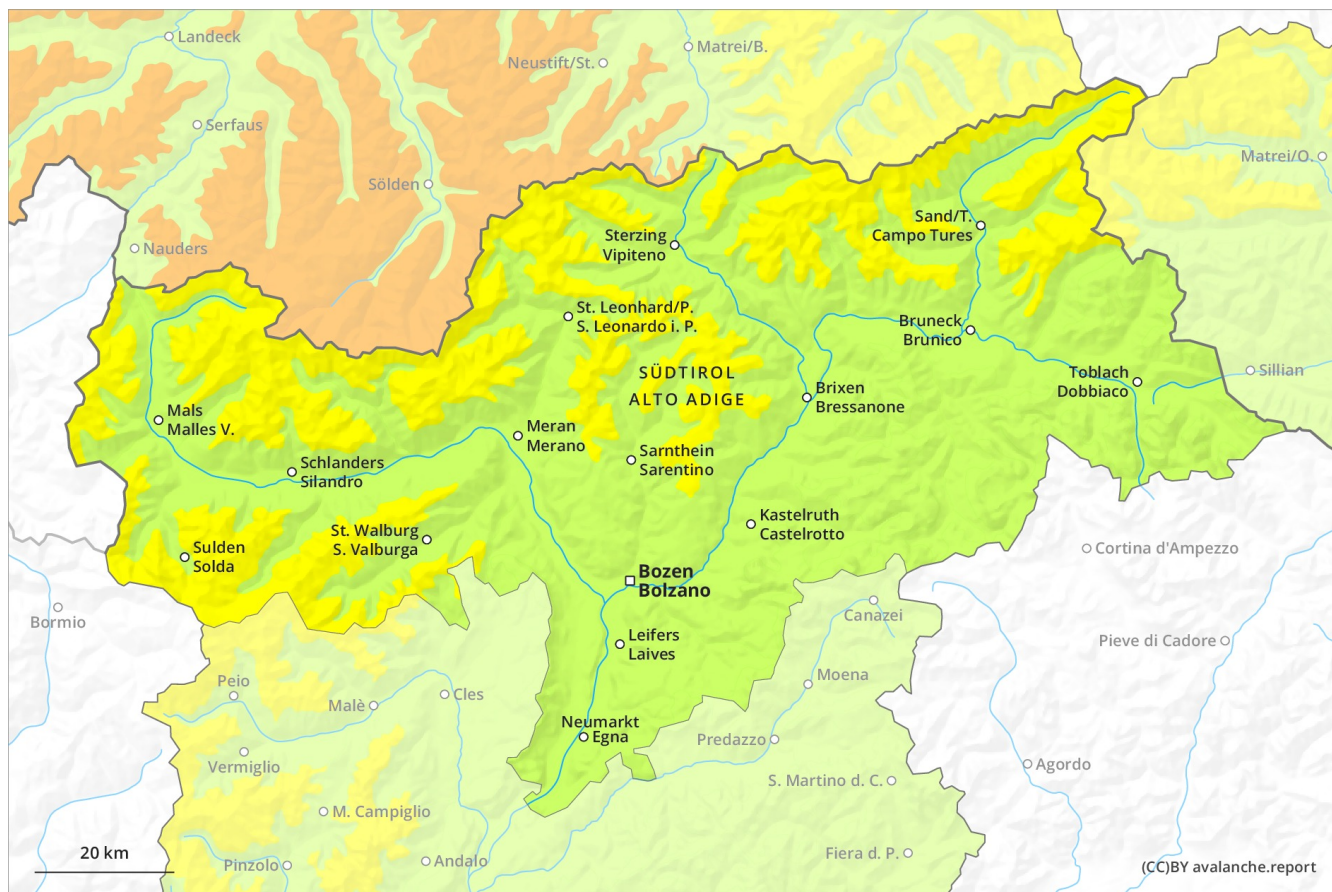 Landeck
Matrei/B.
Neustift/St.
Serfaus
Matrei/O.
Sölden
Sand/T.
Campo Tures
Nauders
Sterzing
Vipiteno
St. Leonhard/P.
S. Leonardo i. P.
Bruneck
Brunico
SÜDTIROL
ALTO ADIGE
Toblach
Dobbiaco
Sillian
Brixen
Bressanone
Mals
Malles V.
Meran
Merano
Sarnthein
Sarentino
Schlanders
Silandro
Kastelruth
Castelrotto
St. Walburg
S. Valburga
Sulden
Solda
Cortina d'Ampezzo
Bozen
Bolzano
Bormio
Canazei
Leifers
Laives
Pieve di Cadore
Peio
Moena
Cles
Malè
Neumarkt
Egna
Predazzo
Vermiglio
Agordo
S. Martino d. C.
M. Campiglio
20 km
Andalo
Fiera d. P.
Pinzolo
(CC)BY avalanche.report